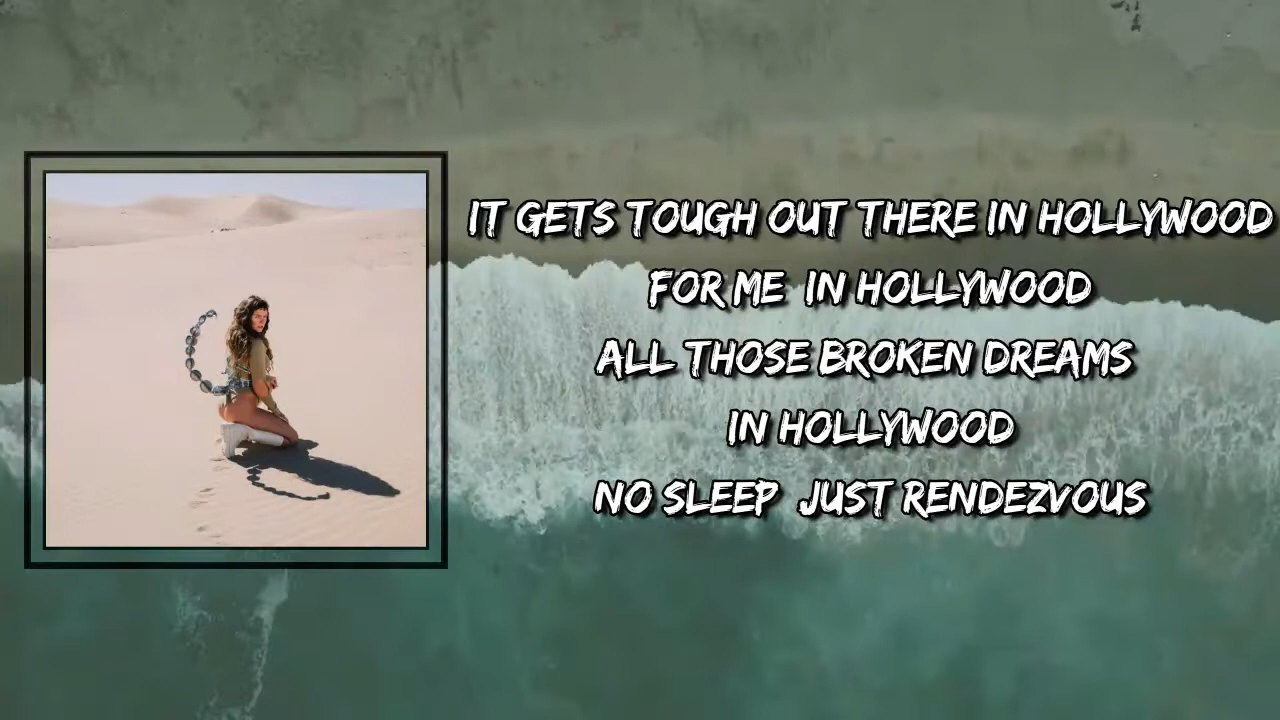 IT GETS TOUGH OUT THERE IN HOLLYWOOD
FOR ME IN HOLLYWOOD
ALL THOSE BROKEN DREAMS
IN HOLLYWOOD
NO SLEEP JUST RENDEZVOUS